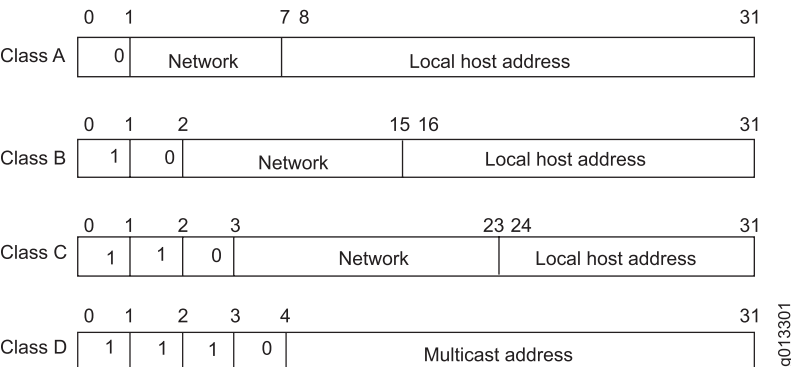 0 1 7 8 31
Class A 0 Network Local host address
0 1 2 15 16 31
Class B 1 0 Network Local host address
0 1 2 3 23 24 31
Class C 1 1 0 Network Local host address
0 1 2 3 4 31
Class D 1 1 1 0 Multicast address
g013301